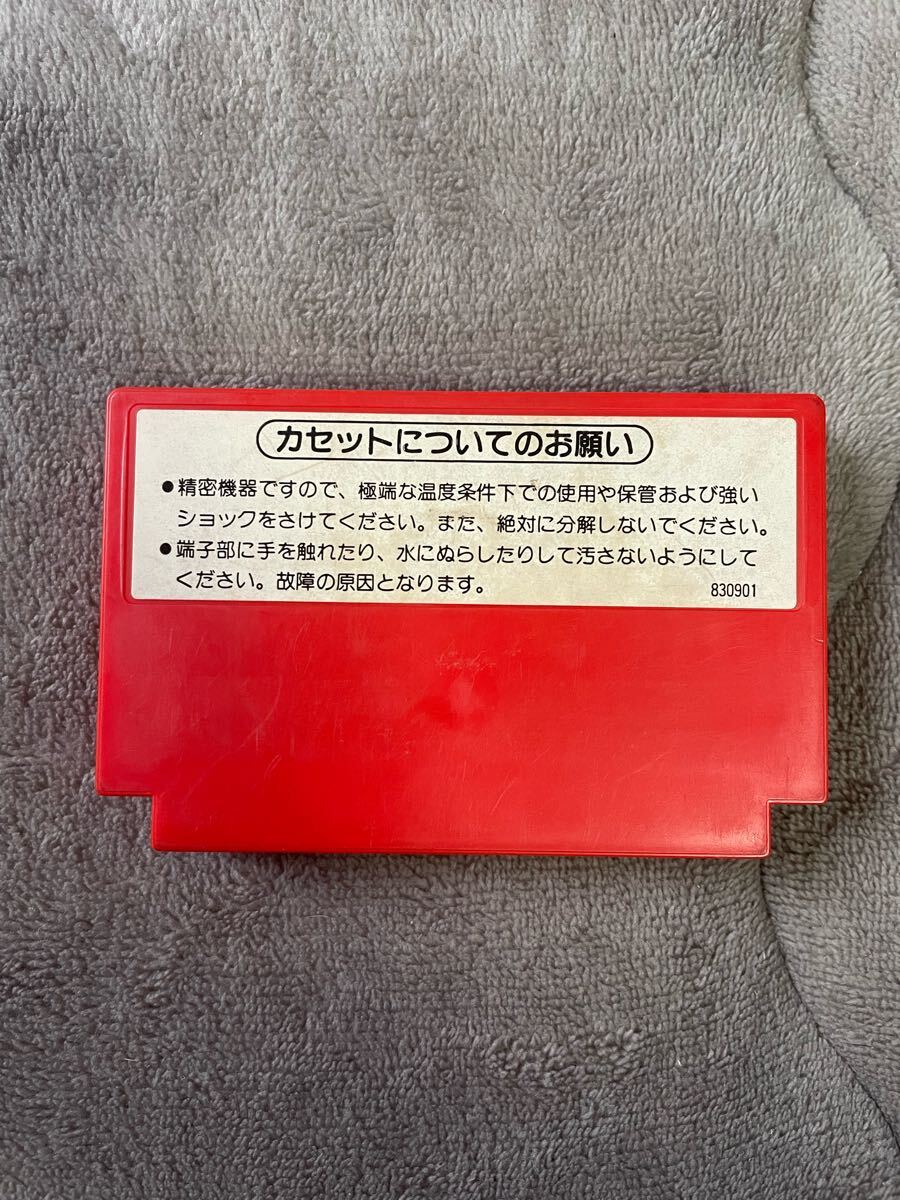 カセットについてのお願い
●精密機器ですので、極端な温度条件下での使用や保管および強い
ショックをさけてください。また、絶対に分解しないでください。
●端子部に手を触れたり、水にぬらしたりして汚さないようにして
ください。故障の原因となります。
830901